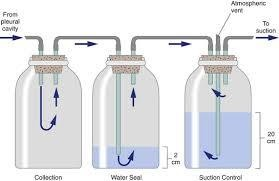 From
pleural
cavity
Atmospheric
vent
To
suction
2
cm
20
cm
Collection
Water Seal
Suction Control